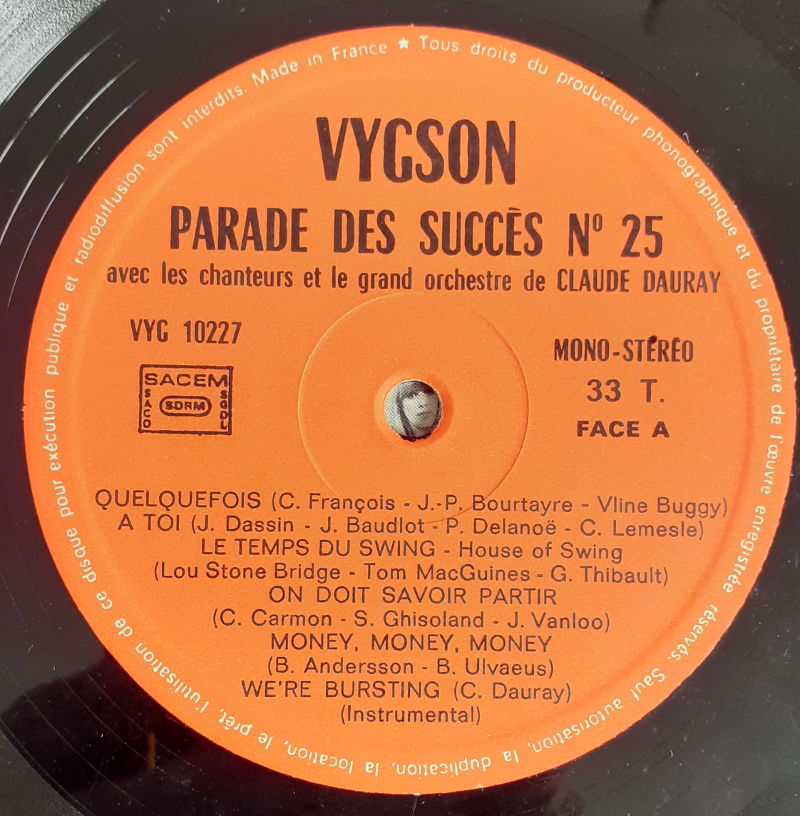 Made in France ★ Tous droits du producteur phonographique et du propriétaire de l'œuvre enregistrée réservés. Sauf autorisation, la duplication, la location, le prêt, l'utilisation de ce disque pour exécution publique et radiodiffusion sont interdits.
VYGSON
PARADE DES SUCCÈS Nº 25
avec les chanteurs et le grand orchestre de CLAUDE DAURAY
VYG 10227
MONO-STÉRÉO
SACEM
SACD
SDRM
SGDL
33 T.
FACE A
QUELQUEFOIS (C. François - J.-P. Bourtayre - Vline Buggy)
A TOI (J. Dassin - J. Baudlot - P. Delanoë - C. Lemesle)
LE TEMPS DU SWING - House of Swing
(Lou Stone Bridge - Tom MacGuines - G. Thibault)
ON DOIT SAVOIR PARTIR
(C. Carmon - S. Ghisoland - J. Vanloo)
MONEY, MONEY, MONEY
(B. Andersson - B. Ulvaeus)
WE'RE BURSTING (C. Dauray)
(Instrumental)